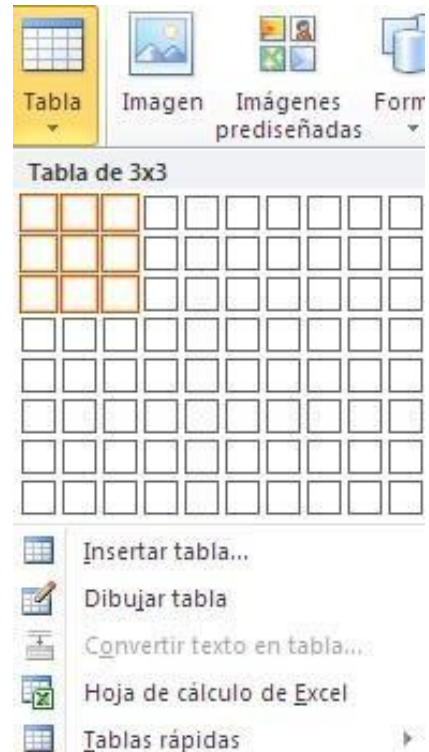 Tabla Imagen Imágenes Form
prediseñadas
Tabla de 3x3
Insertar tabla...
Dibujar tabla
Convertir texto en tabla...
Hoja de cálculo de Excel
Tablas rápidas